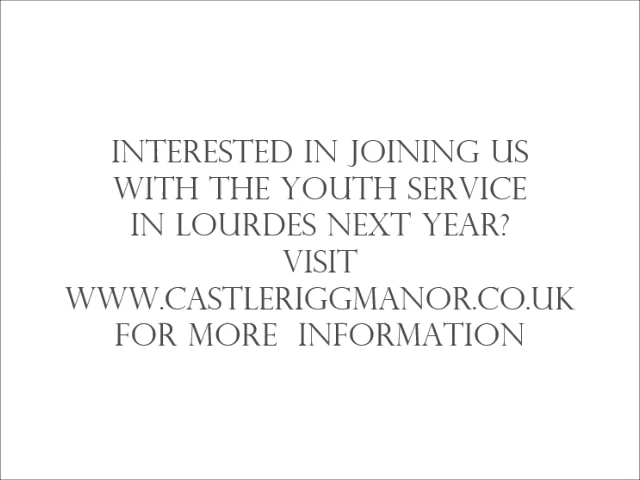 INTERESTED IN JOINING US
WITH THE YOUTH SERVICE
IN LOURDES NEXT YEAR?
VISIT
WWW.CASTLERIGGMANOR.CO.UK
FOR MORE  INFORMATION